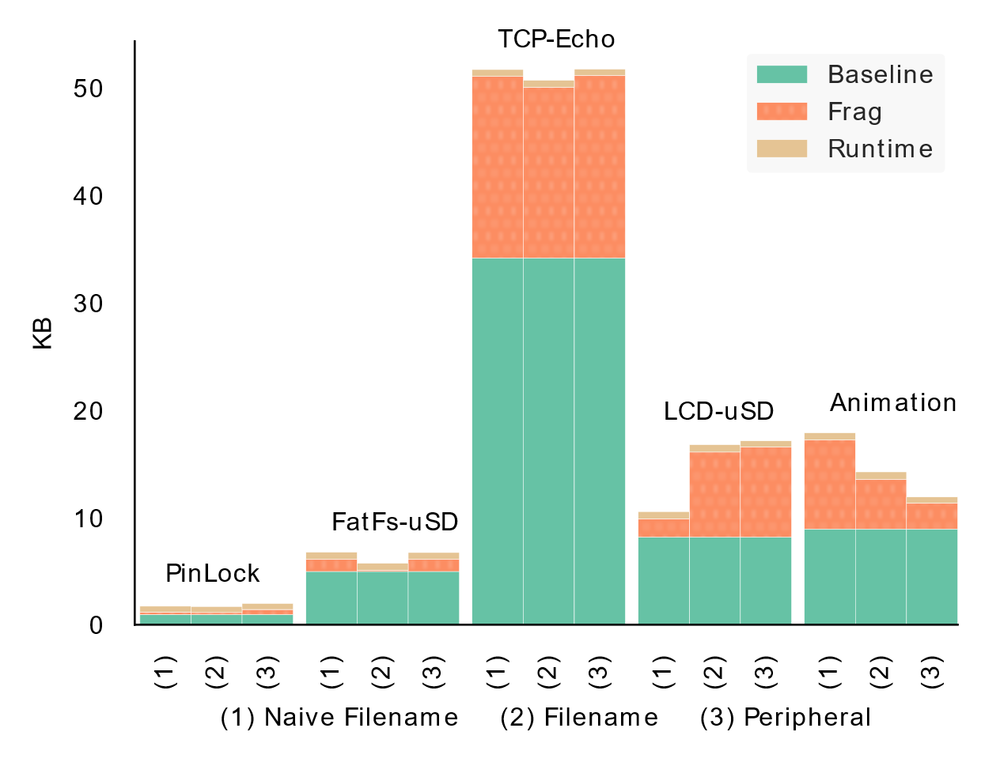 TCP-Echo
Baseline
Frag
Runtime
50
40
30
20
10
0
KB
LCD-uSD
Animation
FatFs-uSD
PinLock
(1) (2) (3) (1) (2) (3) (1) (2) (3) (1) (2) (3) (1) (2) (3)
(1) Naive Filename (2) Filename (3) Peripheral